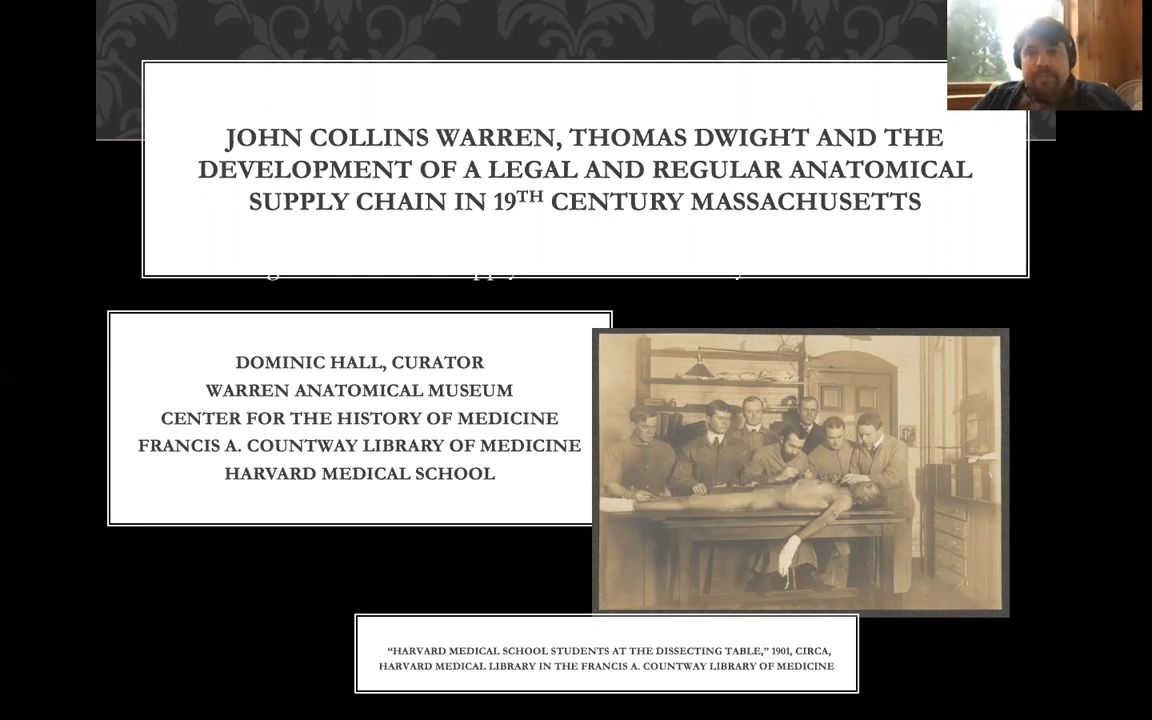 JOHN COLLINS WARREN, THOMAS DWIGHT AND THE
DEVELOPMENT OF A LEGAL AND REGULAR ANATOMICAL
SUPPLY CHAIN IN 19TH CENTURY MASSACHUSETTS
DOMINIC HALL, CURATOR
WARREN ANATOMICAL MUSEUM
CENTER FOR THE HISTORY OF MEDICINE
FRANCIS A. COUNTWAY LIBRARY OF MEDICINE
HARVARD MEDICAL SCHOOL
“HARVARD MEDICAL SCHOOL STUDENTS AT THE DISSECTING TABLE,” 1901, CIRCA,
HARVARD MEDICAL LIBRARY IN THE FRANCIS A. COUNTWAY LIBRARY OF MEDICINE